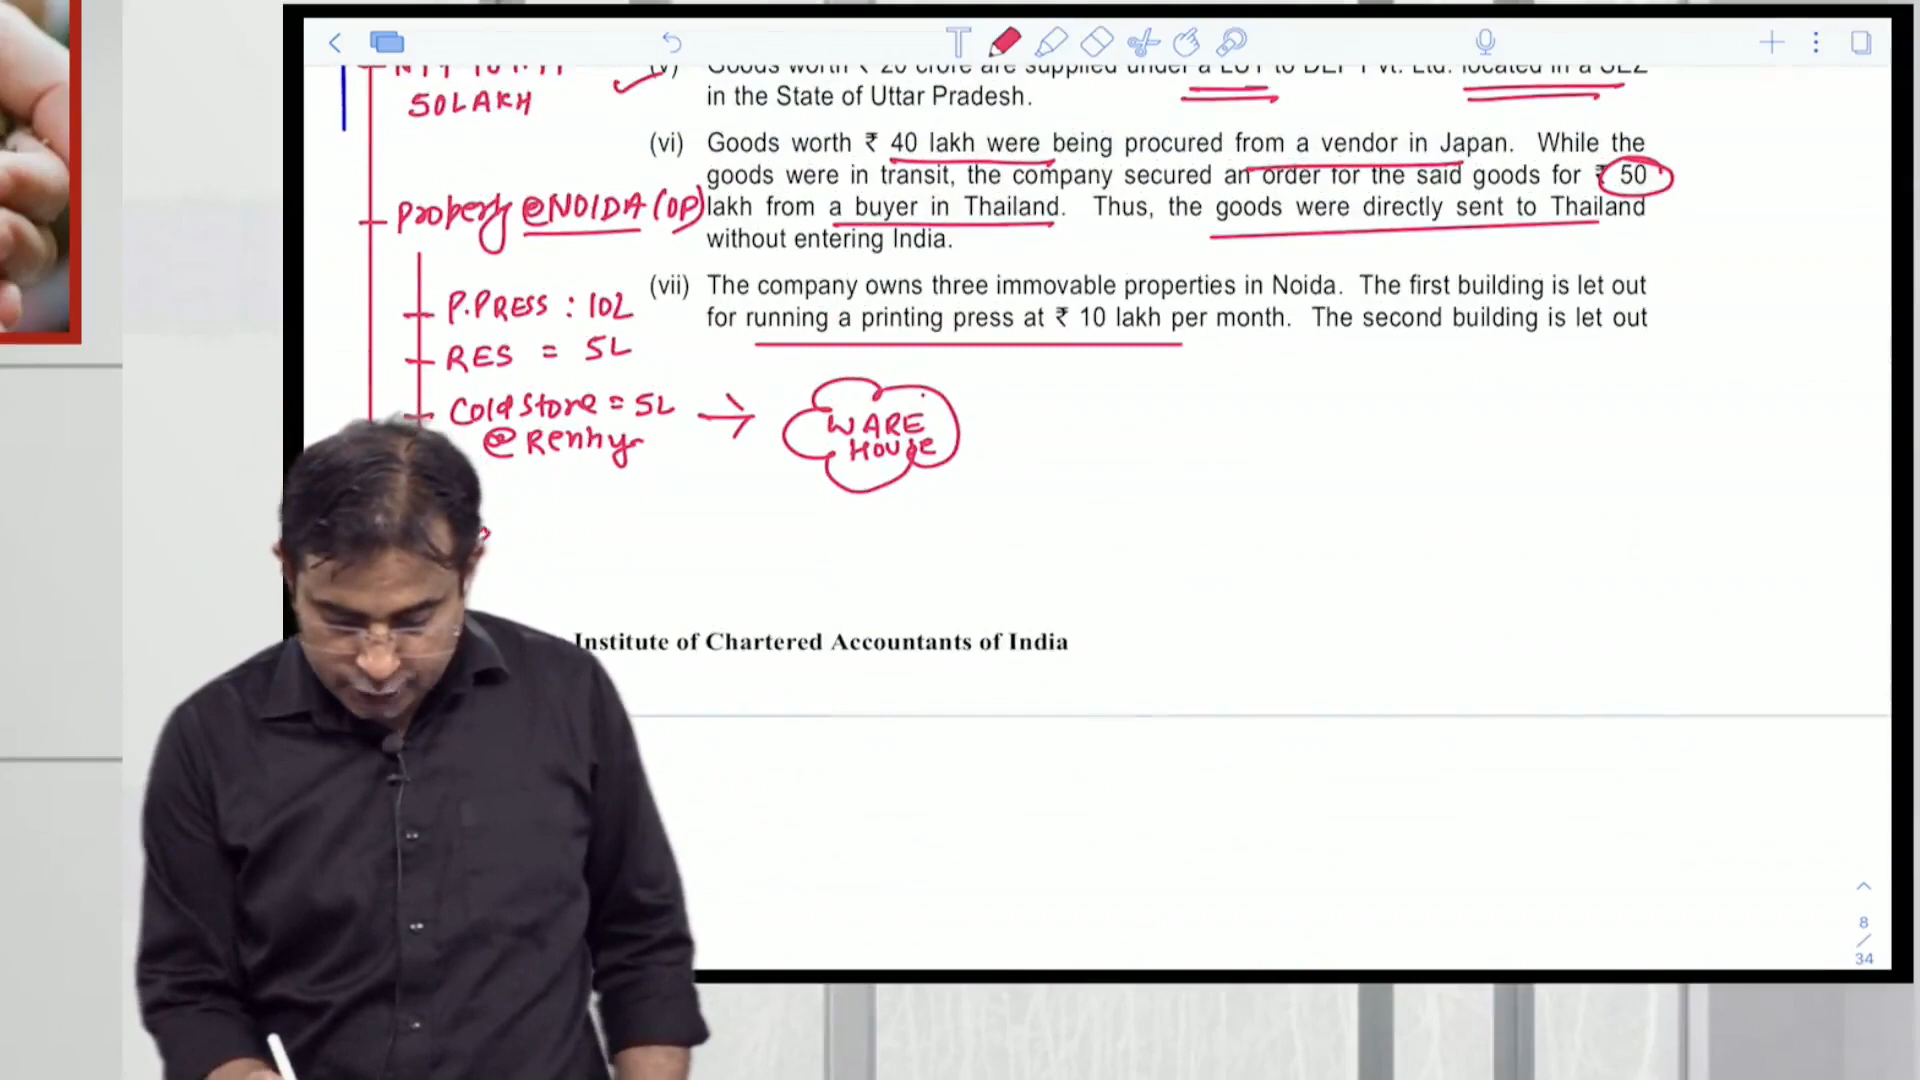 50LAKH
in the State of Uttar Pradesh.
(vi) Goods worth ₹ 40 lakh were being procured from a vendor in Japan. While the
goods were in transit, the company secured an order for the said goods for ₹ 50
lakh from a buyer in Thailand. Thus, the goods were directly sent to Thailand
without entering India.
Property @NOIDA (OP)
(vii) The company owns three immovable properties in Noida. The first building is let out
for running a printing press at ₹ 10 lakh per month. The second building is let out
P.PRESS : 10L
RES = 5L
Cold Store = 5L
WARE
HOUSE
Institute of Chartered Accountants of India
8
/
34